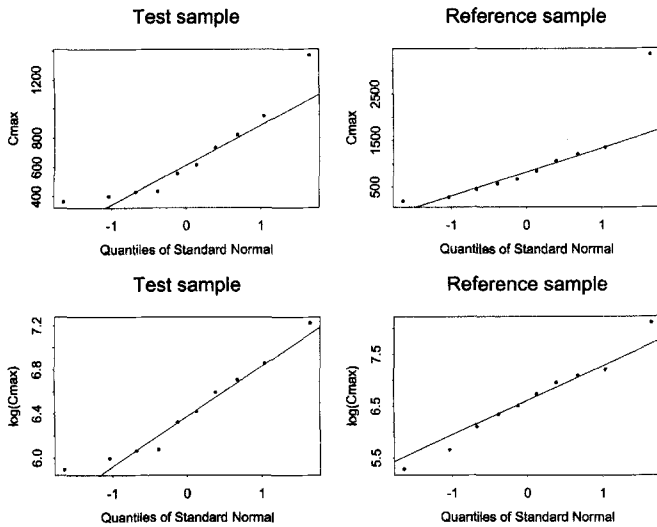 Test sample
Reference sample
Cmax
400
600
800
1200
-1
0
1
Quantiles of Standard Normal
Cmax
500
1500
2500
-1
0
1
Quantiles of Standard Normal
Test sample
Reference sample
log(Cmax)
6.0
6.4
6.8
7.2
-1
0
1
Quantiles of Standard Normal
log(Cmax)
5.5
6.5
7.5
-1
0
1
Quantiles of Standard Normal